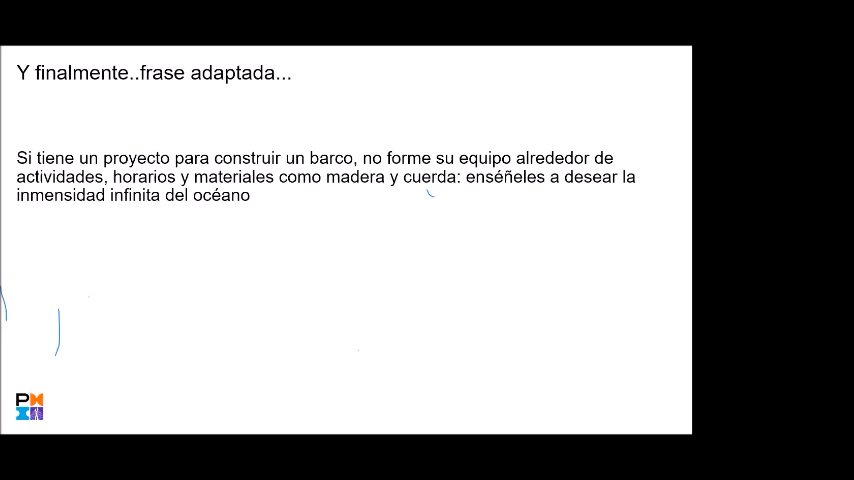 Y finalmente..frase adaptada...
Si tiene un proyecto para construir un barco, no forme su equipo alrededor de
actividades, horarios y materiales como madera y cuerda: enséñeles a desear la
inmensidad infinita del océano